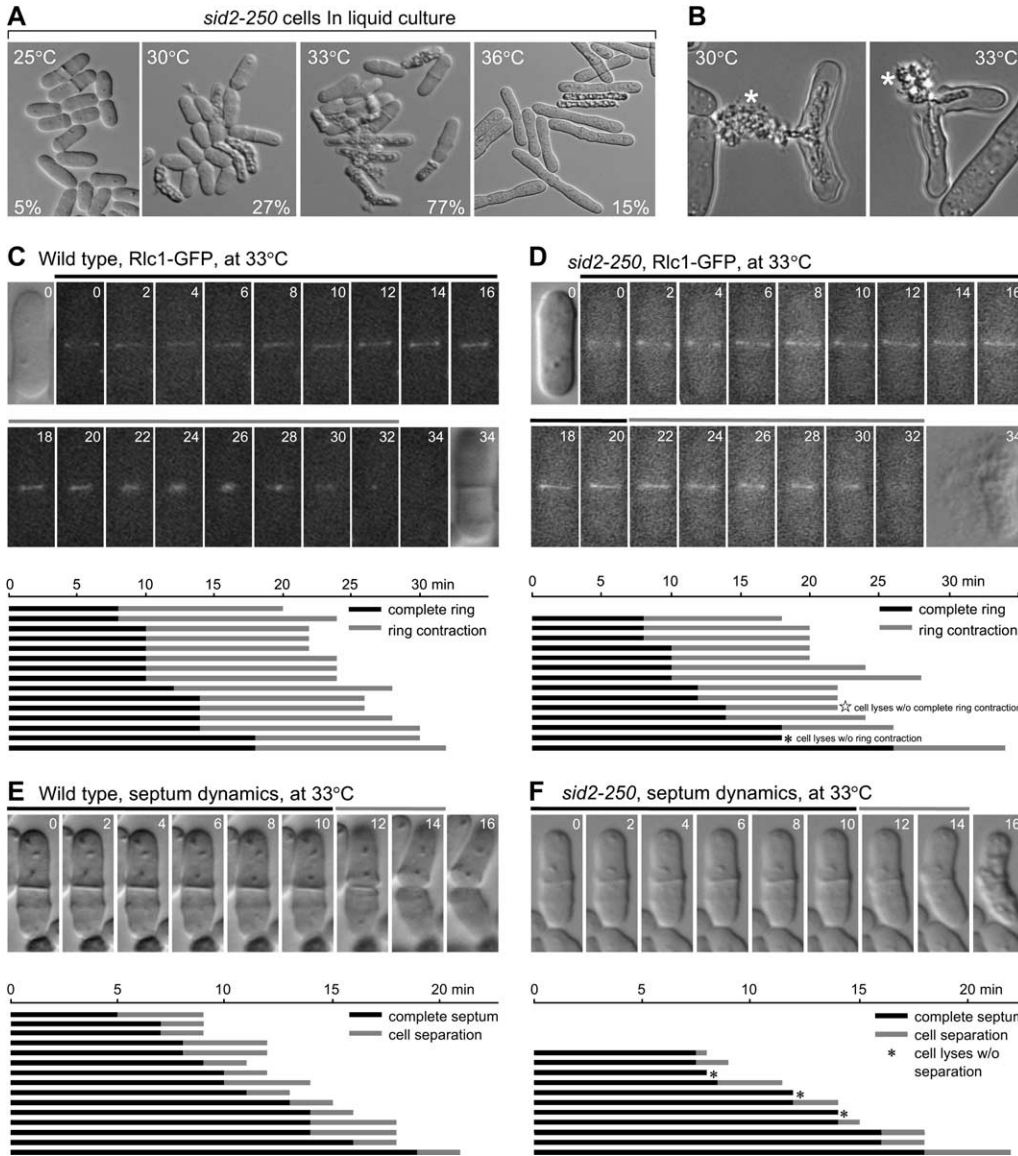 A
sid2-250 cells In liquid culture
25°C 30°C 33°C 36°C
5% 27% 77% 15%
B
30°C 33°C
* *
C Wild type, Rlc1-GFP, at 33°C
0 0 2 4 6 8 10 12 14 16
18 20 22 24 26 28 30 32 34 34
0 5 10 15 20 25 30 min
complete ring
ring contraction
D sid2-250, Rlc1-GFP, at 33°C
0 0 2 4 6 8 10 12 14 16
18 20 22 24 26 28 30 32 34
0 5 10 15 20 25 30 min
complete ring
ring contraction
☆ cell lyses w/o complete ring contraction
* cell lyses w/o ring contraction
E Wild type, septum dynamics, at 33°C
0 2 4 6 8 10 12 14 16
0 5 10 15 20 min
complete septum
cell separation
F sid2-250, septum dynamics, at 33°C
0 2 4 6 8 10 12 14 16
0 5 10 15 20 min
complete septum
cell separation
* cell lyses w/o
separation
*
*
*